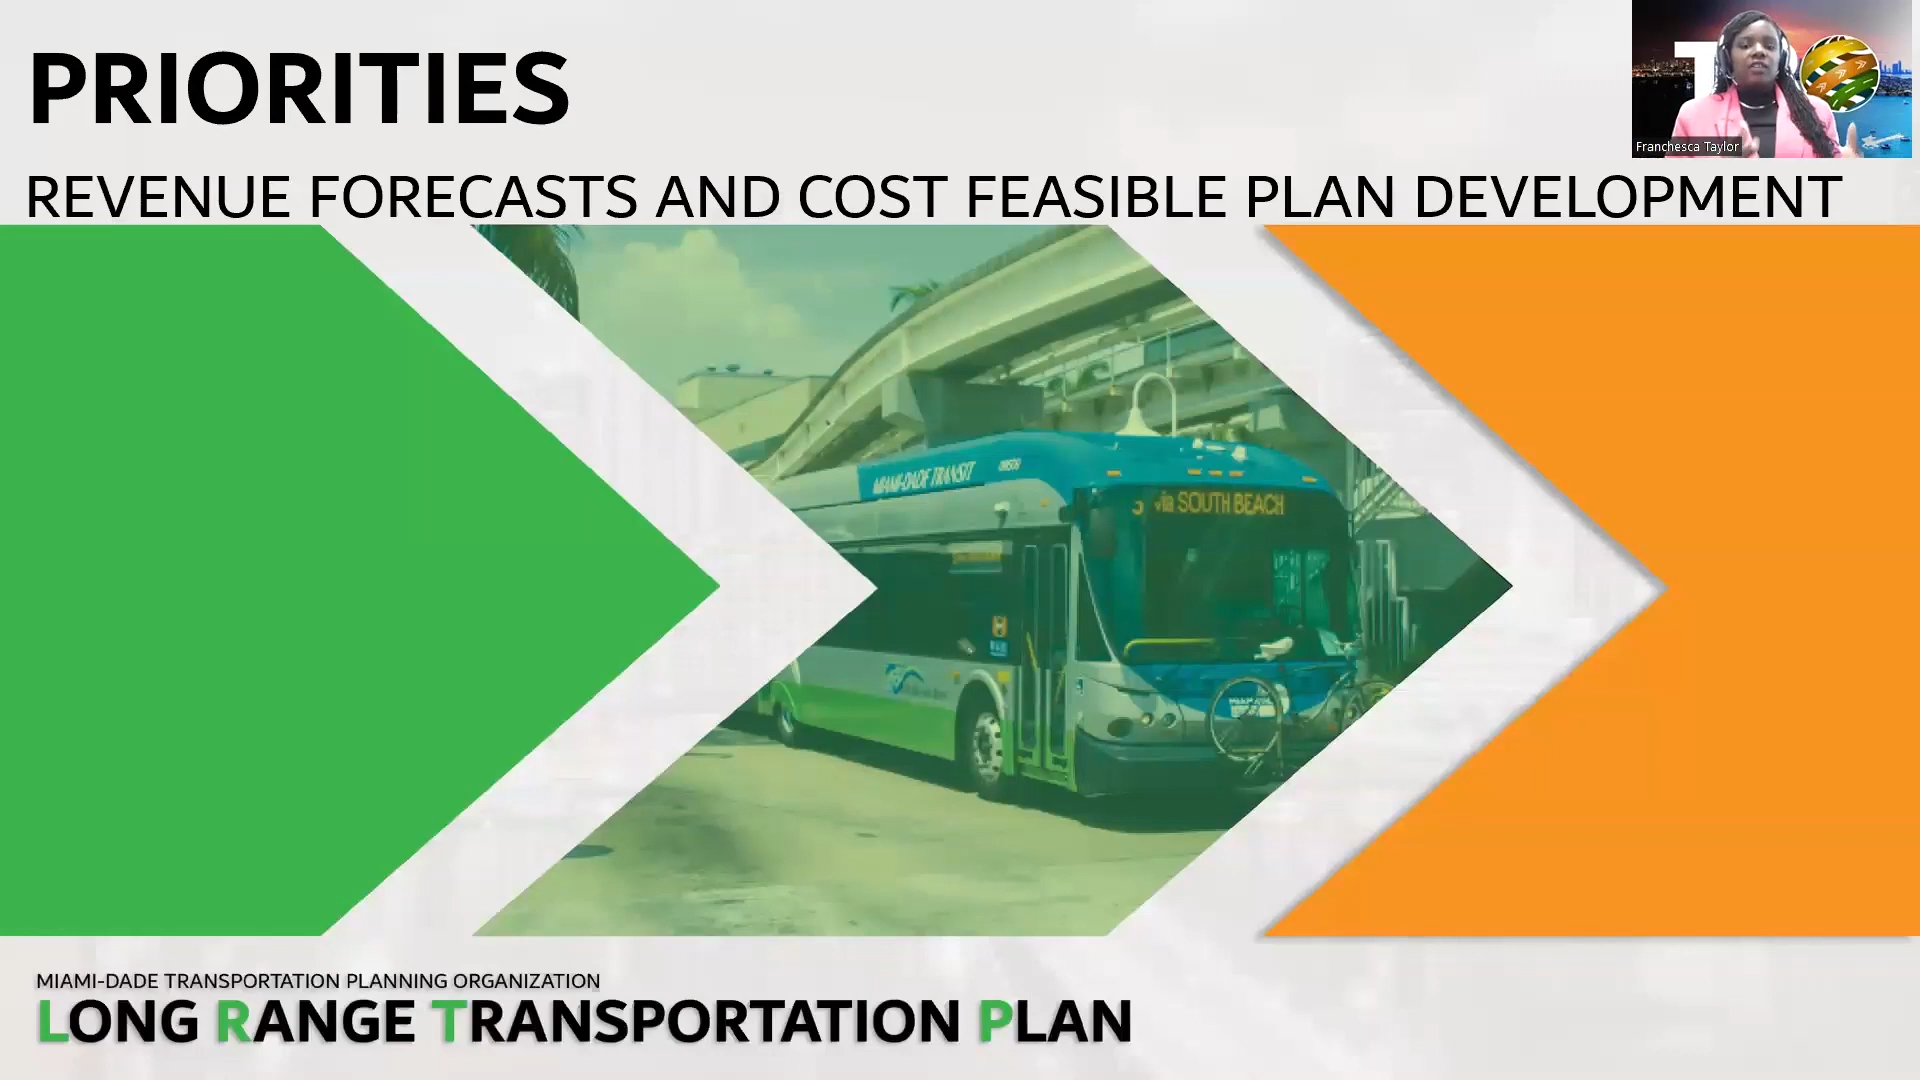 PRIORITIES
Franchesca Taylor
REVENUE FORECASTS AND COST FEASIBLE PLAN DEVELOPMENT
MIAMI-DADE TRANSIT
via SOUTH BEACH
MIAMI-DADE TRANSPORTATION PLANNING ORGANIZATION
LONG RANGE TRANSPORTATION PLAN